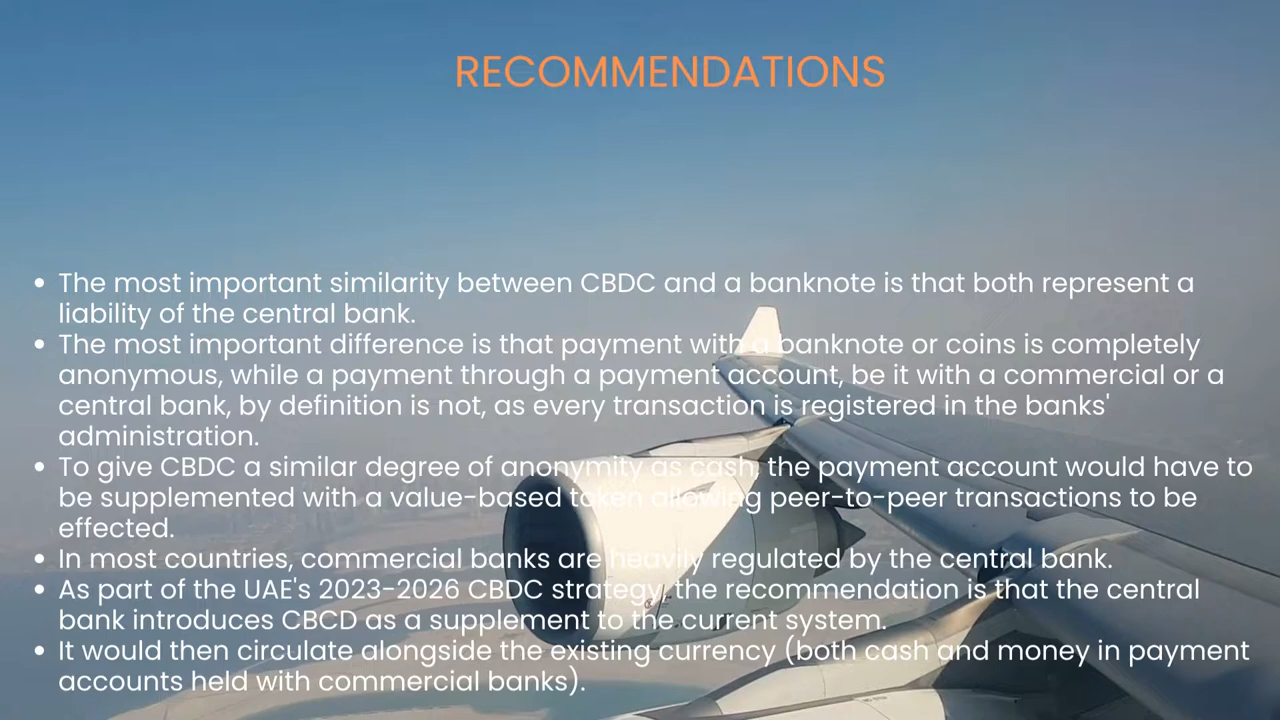 RECOMMENDATIONS
• The most important similarity between CBDC and a banknote is that both represent a
liability of the central bank.
• The most important difference is that payment with a banknote or coins is completely
anonymous, while a payment through a payment account, be it with a commercial or a
central bank, by definition is not, as every transaction is registered in the banks'
administration.
• To give CBDC a similar degree of anonymity as cash, the payment account would have to
be supplemented with a value-based token allowing peer-to-peer transactions to be
effected.
• In most countries, commercial banks are heavily regulated by the central bank.
• As part of the UAE's 2023-2026 CBDC strategy, the recommendation is that the central
bank introduces CBCD as a supplement to the current system.
• It would then circulate alongside the existing currency (both cash and money in payment
accounts held with commercial banks).